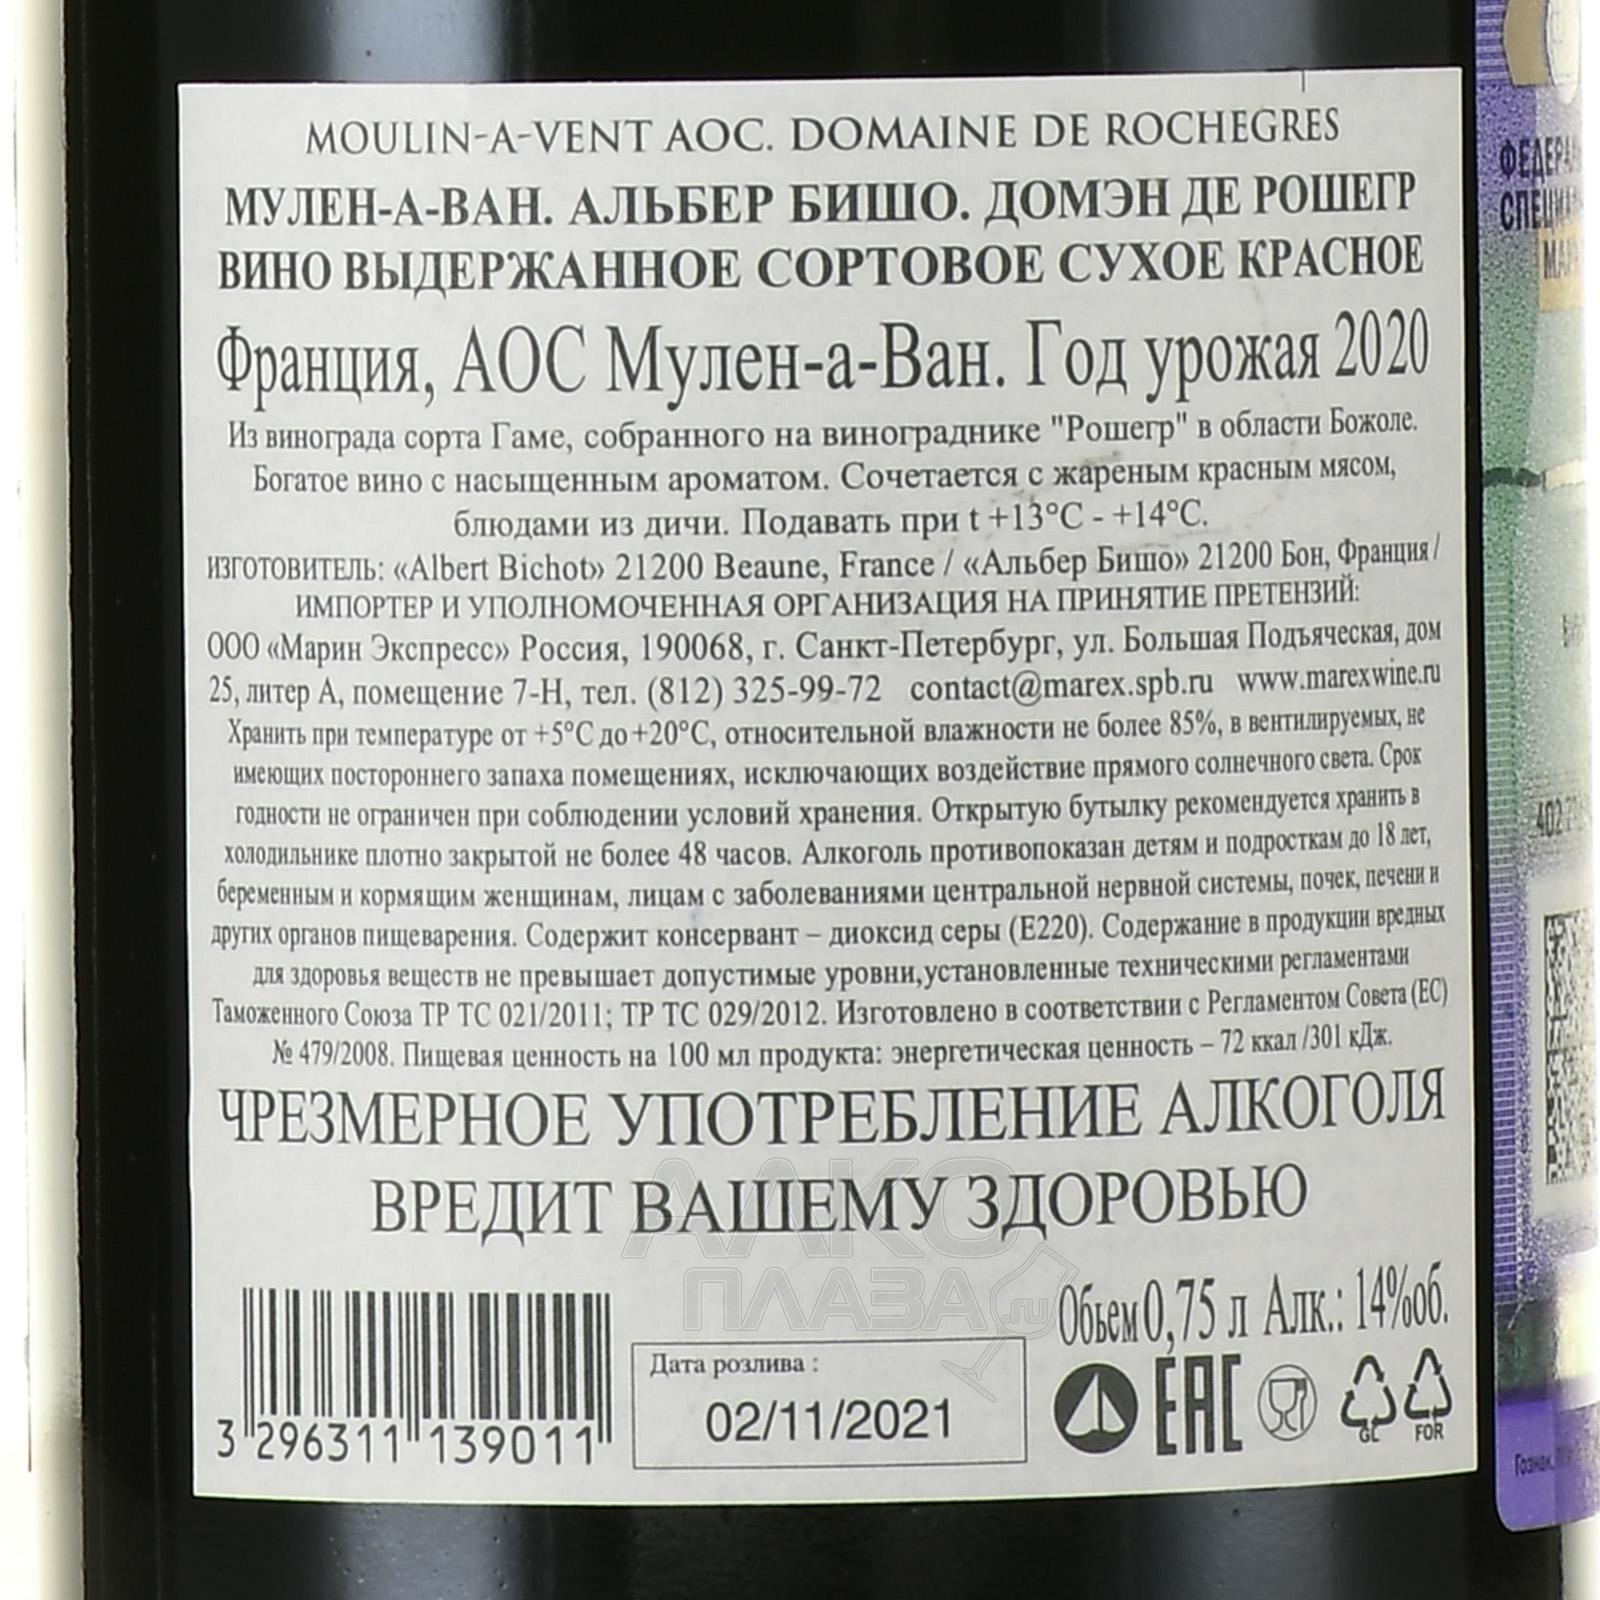 MOULIN-A-VENT AOC. DOMAINE DE ROCHEGRES
МУЛЕН-А-ВАН. АЛЬБЕР БИШО. ДОМЭН ДЕ РОШЕГР
ВИНО ВЫДЕРЖАННОЕ СОРТОВОЕ СУХОЕ КРАСНОЕ
Франция, АОС Мулен-а-Ван. Год урожая 2020
Из винограда сорта Гаме, собранного на винограднике "Рошегр" в области Божоле.
Богатое вино с насыщенным ароматом. Сочетается с жареным красным мясом,
блюдами из дичи. Подавать при t +13°C - +14°C.
ИЗГОТОВИТЕЛЬ: «Albert Bichot» 21200 Beaune, France / «Альбер Бишо» 21200 Бон, Франция /
ИМПОРТЕР И УПОЛНОМОЧЕННАЯ ОРГАНИЗАЦИЯ НА ПРИНЯТИЕ ПРЕТЕНЗИЙ:
ООО «Марин Экспресс» Россия, 190068, г. Санкт-Петербург, ул. Большая Подъяческая, дом
25, литер А, помещение 7-Н, тел. (812) 325-99-72 contact@marex.spb.ru www.marexwine.ru
Хранить при температуре от +5°C до +20°C, относительной влажности не более 85%, в вентилируемых, не
имеющих постороннего запаха помещениях, исключающих воздействие прямого солнечного света. Срок
годности не ограничен при соблюдении условий хранения. Открытую бутылку рекомендуется хранить в
холодильнике плотно закрытой не более 48 часов. Алкоголь противопоказан детям и подросткам до 18 лет,
беременным и кормящим женщинам, лицам с заболеваниями центральной нервной системы, почек, печени и
других органов пищеварения. Содержит консервант – диоксид серы (Е220). Содержание в продукции вредных
для здоровья веществ не превышает допустимые уровни,установленные техническими регламентами
Таможенного Союза ТР ТС 021/2011; ТР ТС 029/2012. Изготовлено в соответствии с Регламентом Совета (ЕС)
№ 479/2008. Пищевая ценность на 100 мл продукта: энергетическая ценность – 72 ккал /301 кДж.
ЧРЕЗМЕРНОЕ УПОТРЕБЛЕНИЕ АЛКОГОЛЯ
ВРЕДИТ ВАШЕМУ ЗДОРОВЬЮ
АЛКО
ПЛАЗА.ru
Объем 0,75 л Алк.: 14%об.
Дата розлива :
02/11/2021
3 296311 139011
EAC
GL
FOR